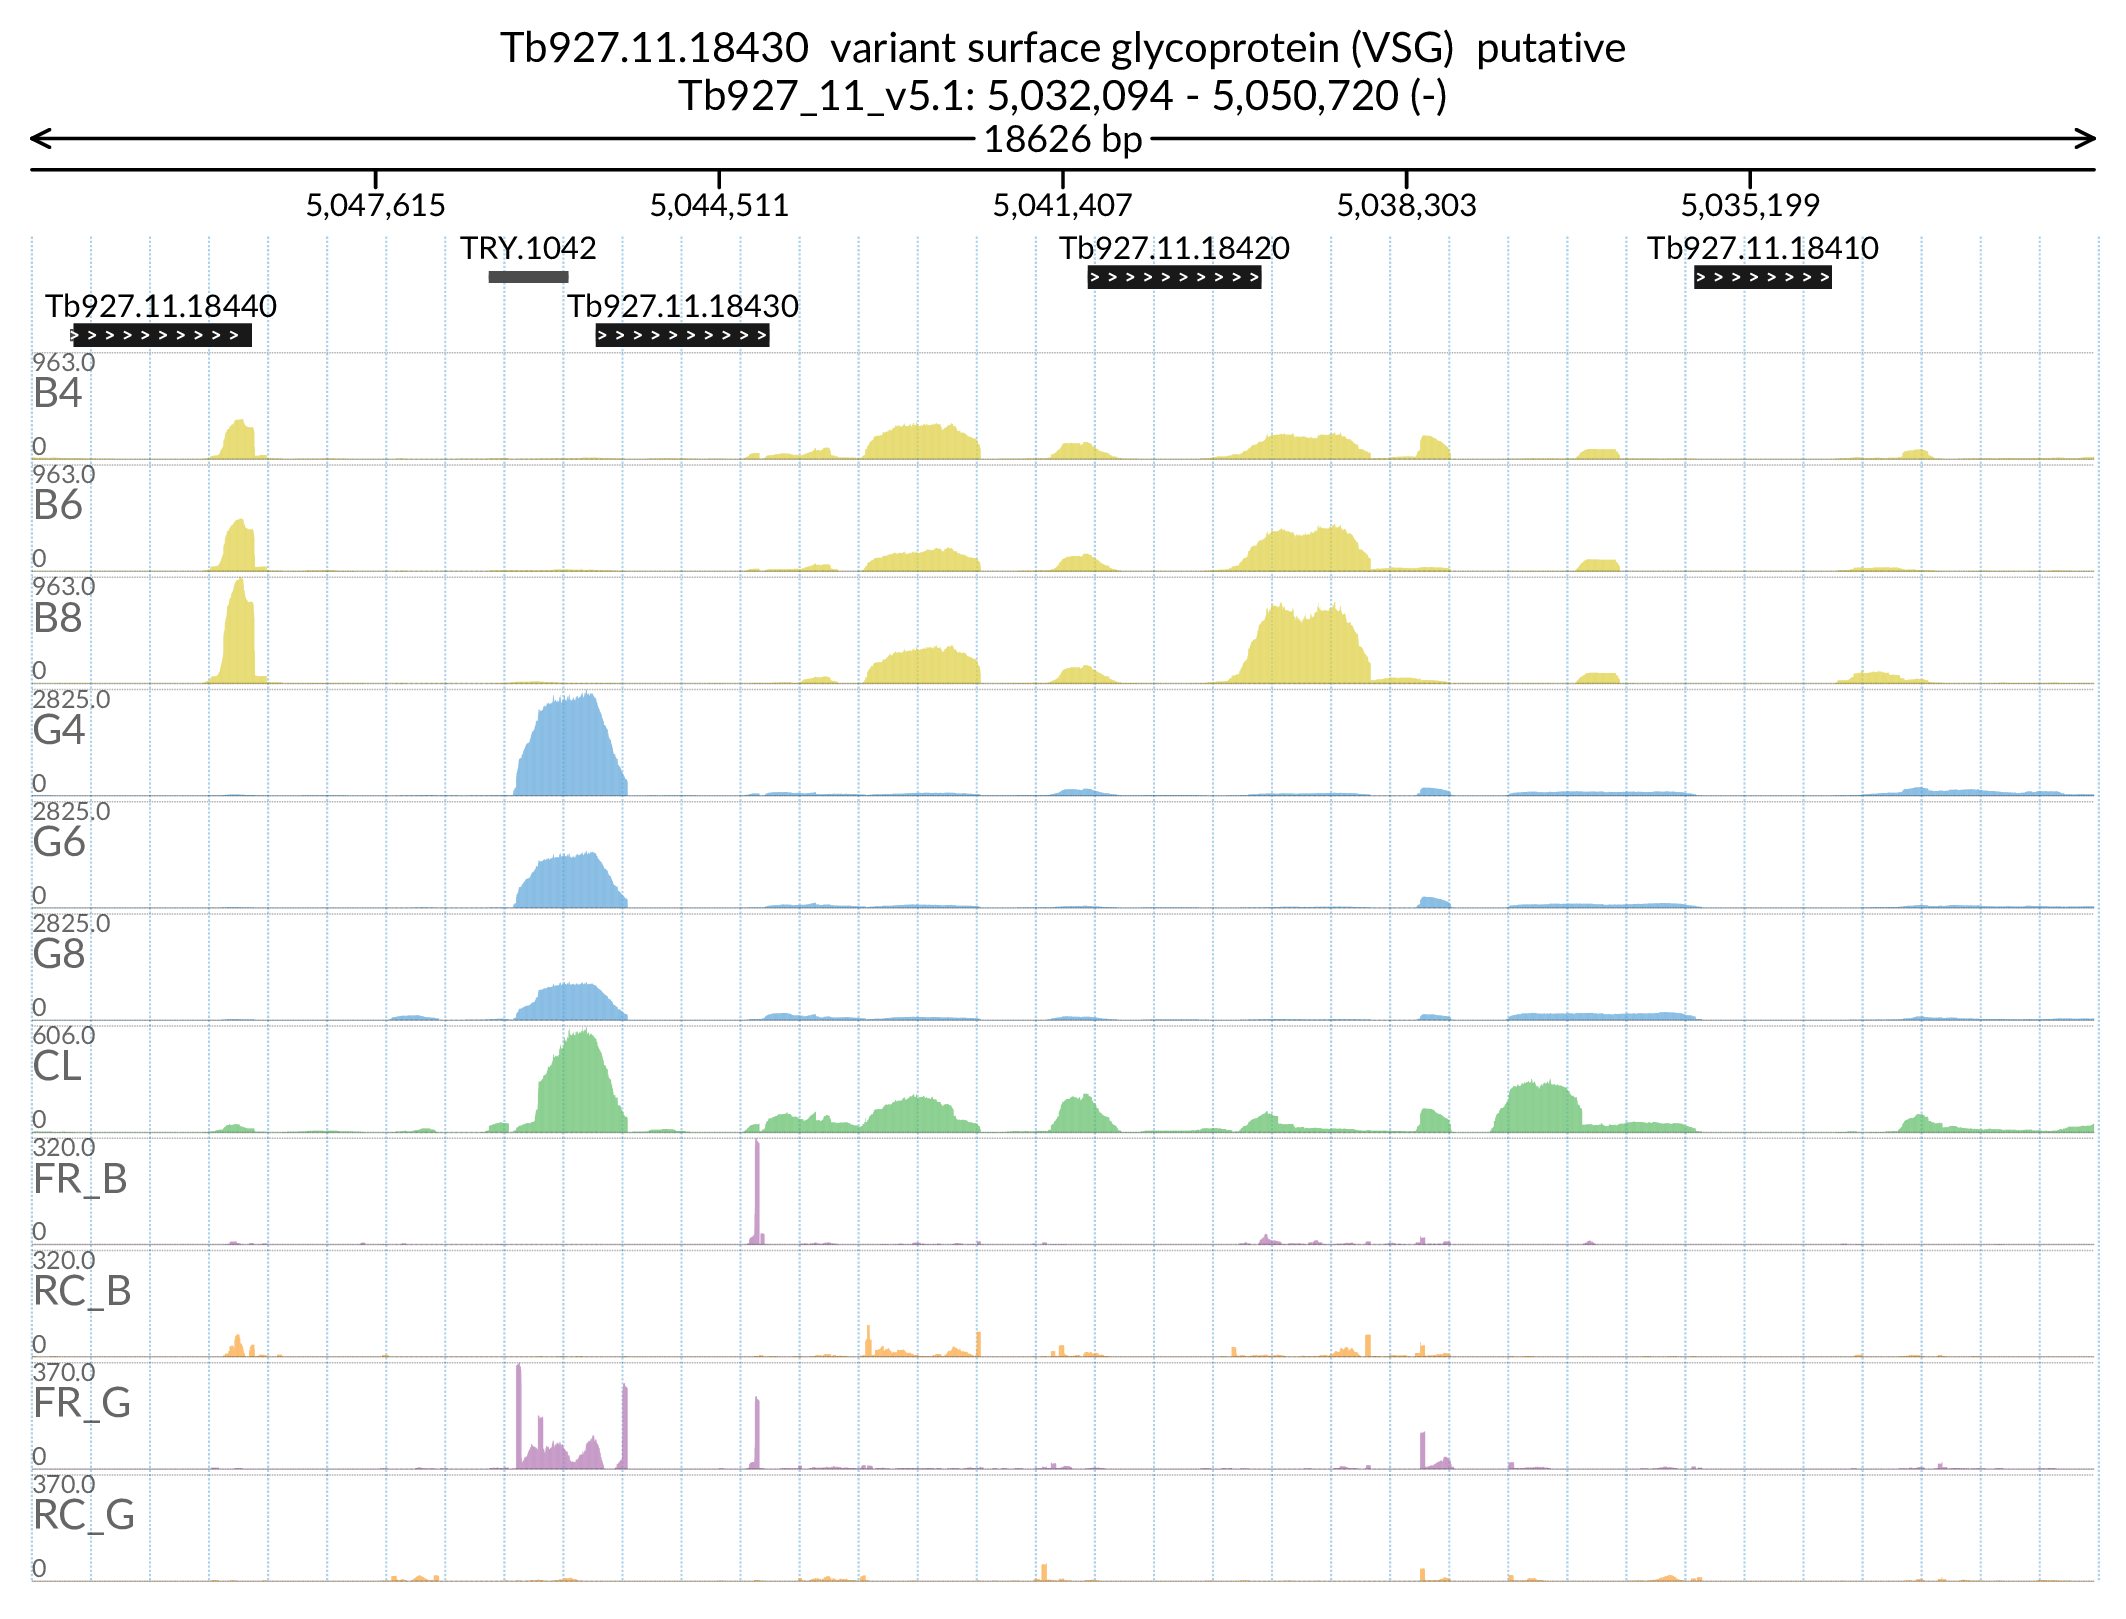 Tb927.11.18430  variant surface glycoprotein (VSG)  putative
Tb927_11_v5.1: 5,032,094 - 5,050,720 (-)
18626 bp
5,047,615 5,044,511 5,041,407 5,038,303 5,035,199
TRY.1042 Tb927.11.18420 Tb927.11.18410
Tb927.11.18440 Tb927.11.18430
963.0
B4
0
963.0
B6
0
963.0
B8
0
2825.0
G4
0
2825.0
G6
0
2825.0
G8
0
606.0
CL
0
320.0
FR_B
0
320.0
RC_B
0
370.0
FR_G
0
370.0
RC_G
0